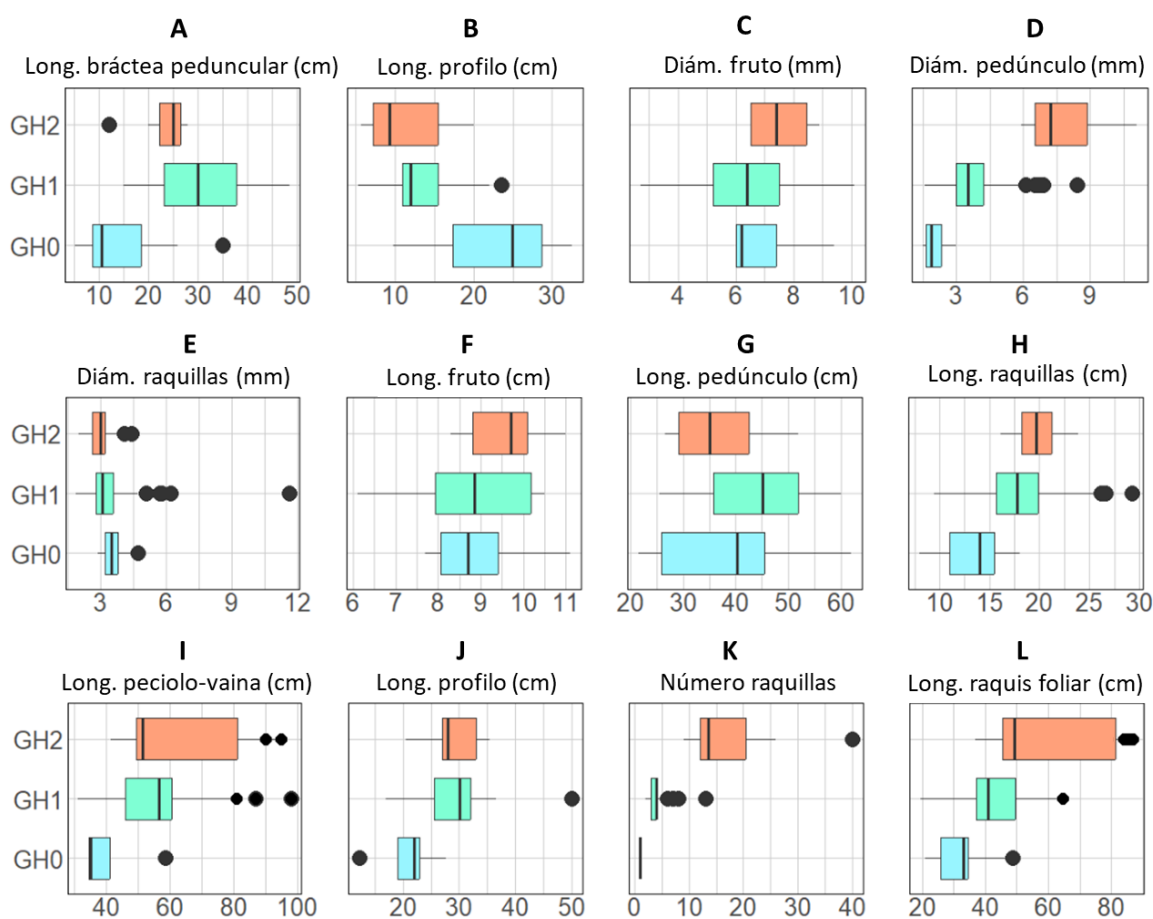 A B C D
Long. bráctea peduncular (cm) Long. profilo (cm) Diám. fruto (mm) Diám. pedúnculo (mm)
GH2
GH1
GH0
10 20 30 40 50 10 20 30 4 6 8 10 3 6 9
E F G H
Diám. raquillas (mm) Long. fruto (cm) Long. pedúnculo (cm) Long. raquillas (cm)
GH2
GH1
GH0
3 6 9 12 6 7 8 9 10 11 20 30 40 50 60 10 15 20 25 30
I J K L
Long. peciolo-vaina (cm) Long. profilo (cm) Número raquillas Long. raquis foliar (cm)
GH2
GH1
GH0
40 60 80 100 20 30 40 50 0 10 20 30 40 20 40 60 80